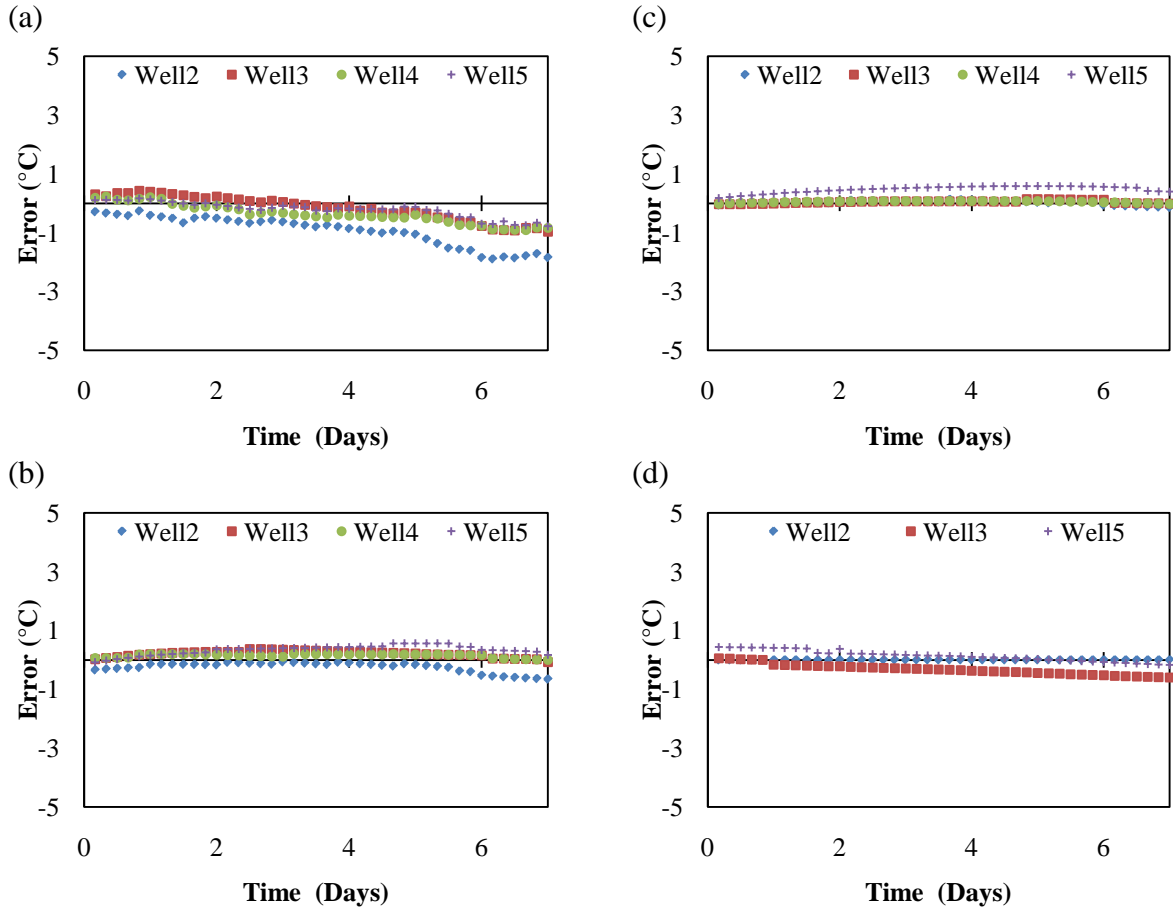 (a)
5
Well2 Well3 Well4 Well5
3
1
-1
-3
-5
Error (°C)
0 2 4 6
Time (Days)
(c)
5
Well2 Well3 Well4 Well5
3
1
-1
-3
-5
Error (°C)
0 2 4 6
Time (Days)
(b)
5
Well2 Well3 Well4 Well5
3
1
-1
-3
-5
Error (°C)
0 2 4 6
Time (Days)
(d)
5
Well2 Well3 Well5
3
1
-1
-3
-5
Error (°C)
0 2 4 6
Time (Days)